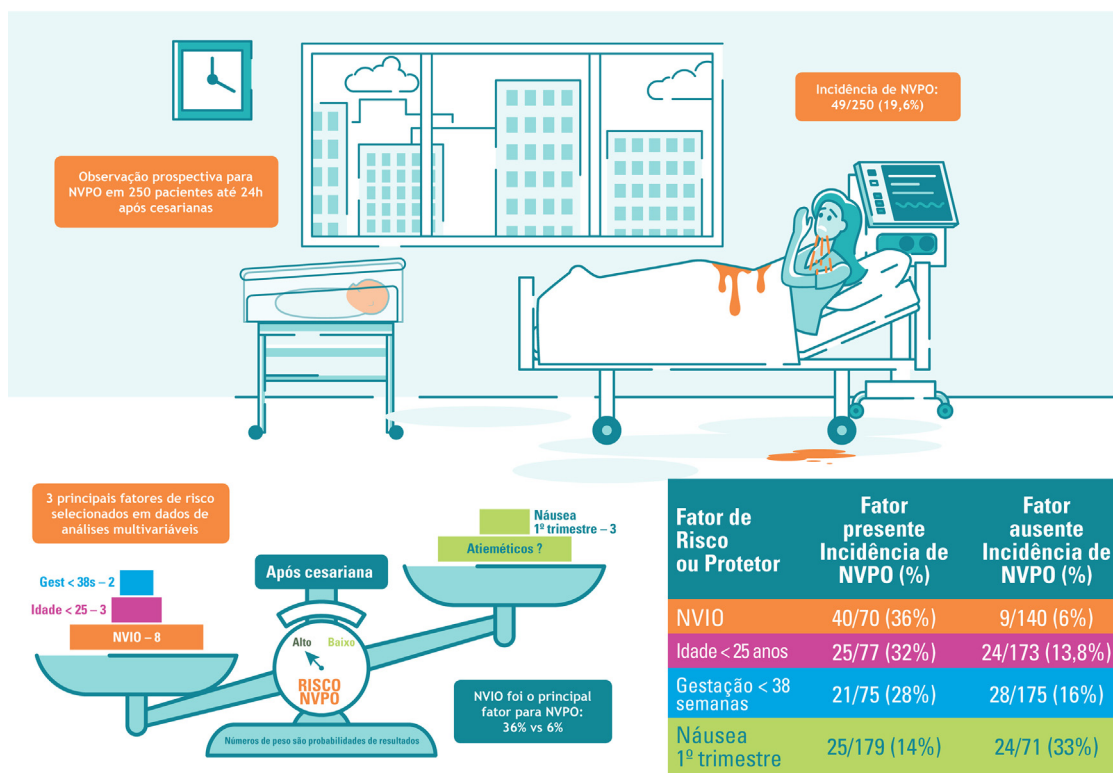 Incidência de NVPO:
49/250 (19,6%)
Observação prospectiva para
NVPO em 250 pacientes até 24h
após cesarianas
3 principais fatores de risco
selecionados em dados de
análises multivariáveis
Gest < 38s – 2
Idade < 25 – 3
NVIO – 8
Após cesariana
Alto Baixo
RISCO
NVPO
Números de peso são probabilidades de resultados
Náusea
1º trimestre – 3
Atieméticos ?
NVIO foi o principal
fator para NVPO:
36% vs 6%
Fator de
Risco
ou Protetor
Fator
presente
Incidência de
NVPO (%)
Fator
ausente
Incidência de
NVPO (%)
NVIO 40/70 (36%) 9/140 (6%)
Idade < 25 anos 25/77 (32%) 24/173 (13,8%)
Gestação < 38
semanas 21/75 (28%) 28/175 (16%)
Náusea
1º trimestre 25/179 (14%) 24/71 (33%)